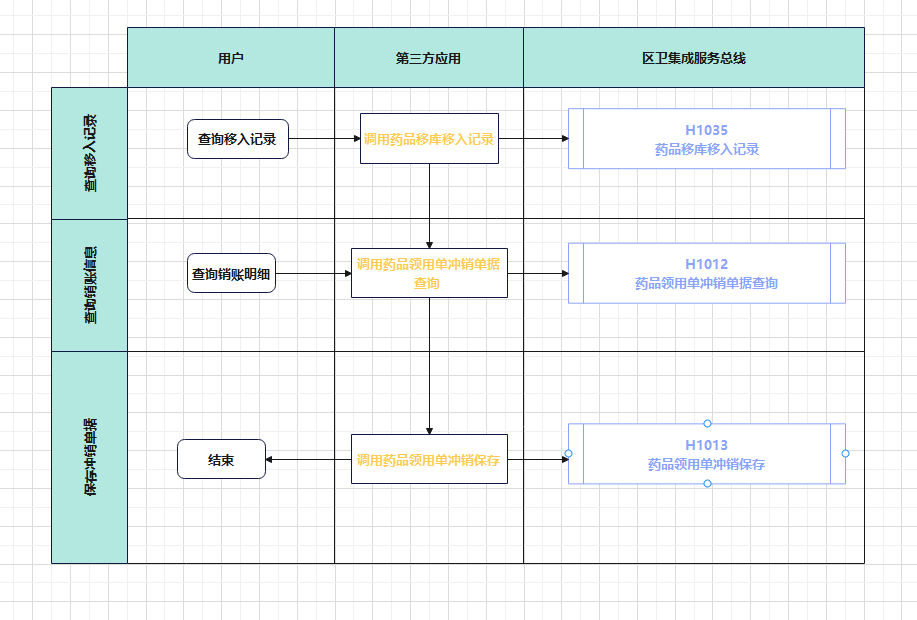 用户
第三方应用
区卫集成服务总线
查询移入记录
查询移入记录
调用药品移库移入记录
H1035
药品移库移入记录
查询销账信息
查询销账明细
调用药品领用单冲销单据
查询
H1012
药品领用单冲销单据查询
保存冲销单据
结束
调用药品领用单冲销保存
H1013
药品领用单冲销保存